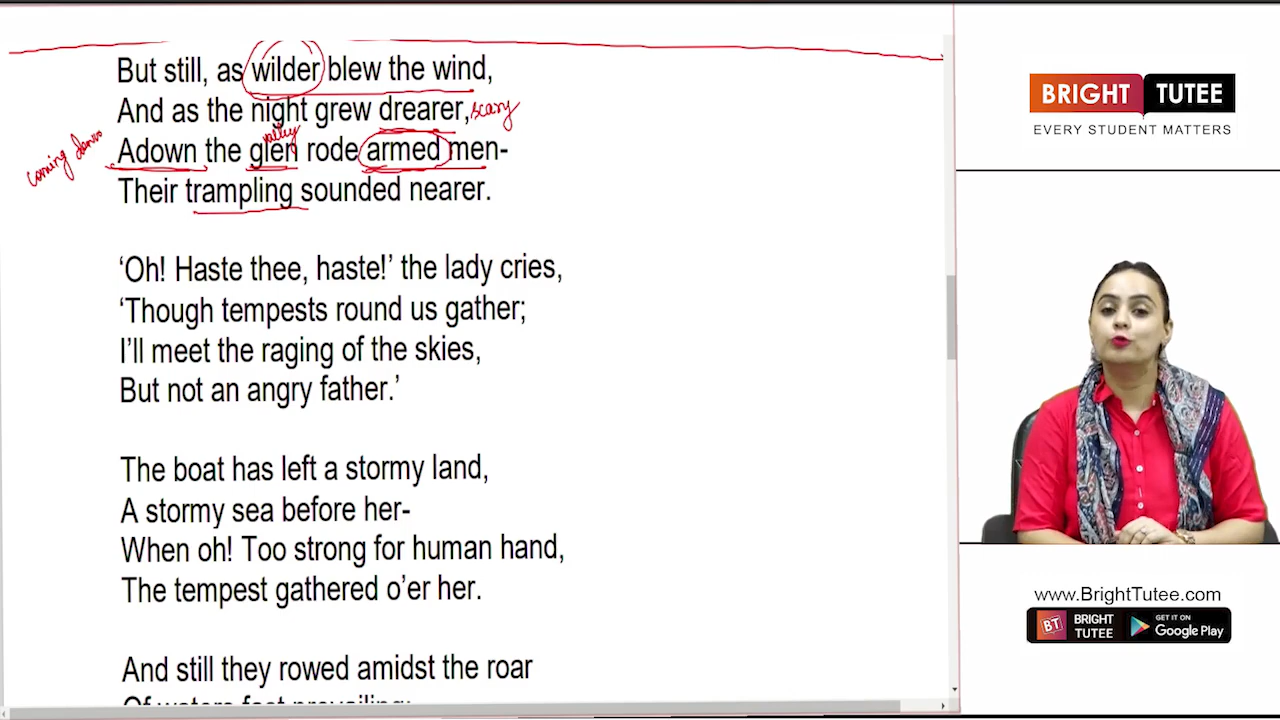 But still, as wilder blew the wind,
And as the night grew drearer, scary
valley
coming down
Adown the glen rode armed men-
Their trampling sounded nearer.
‘Oh! Haste thee, haste!’ the lady cries,
‘Though tempests round us gather;
I’ll meet the raging of the skies,
But not an angry father.’
The boat has left a stormy land,
A stormy sea before her-
When oh! Too strong for human hand,
The tempest gathered o’er her.
And still they rowed amidst the roar
Of waters fast prevailing:
BRIGHT TUTEE
EVERY STUDENT MATTERS
www.BrightTutee.com
BT BRIGHT TUTEE
GET IT ON Google Play